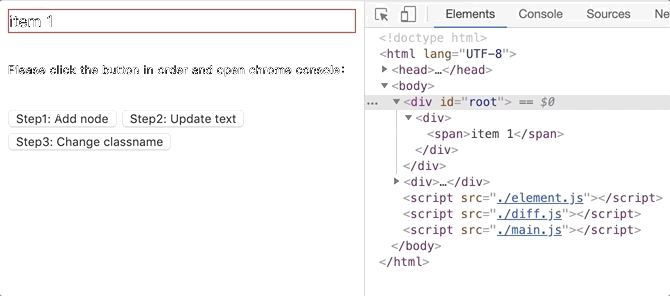 item 1
Please click the button in order and open chrome console:
Step1: Add node
Step2: Update text
Step3: Change classname
Elements
Console
Sources
Ne
<!doctype html>
<html lang="UTF-8">
<head>…</head>
<body>
… <div id="root"> == $0
<div>
<span>item 1</span>
</div>
</div>
<div>…</div>
<script src="./element.js"></script>
<script src="./diff.js"></script>
<script src="./main.js"></script>
</body>
</html>